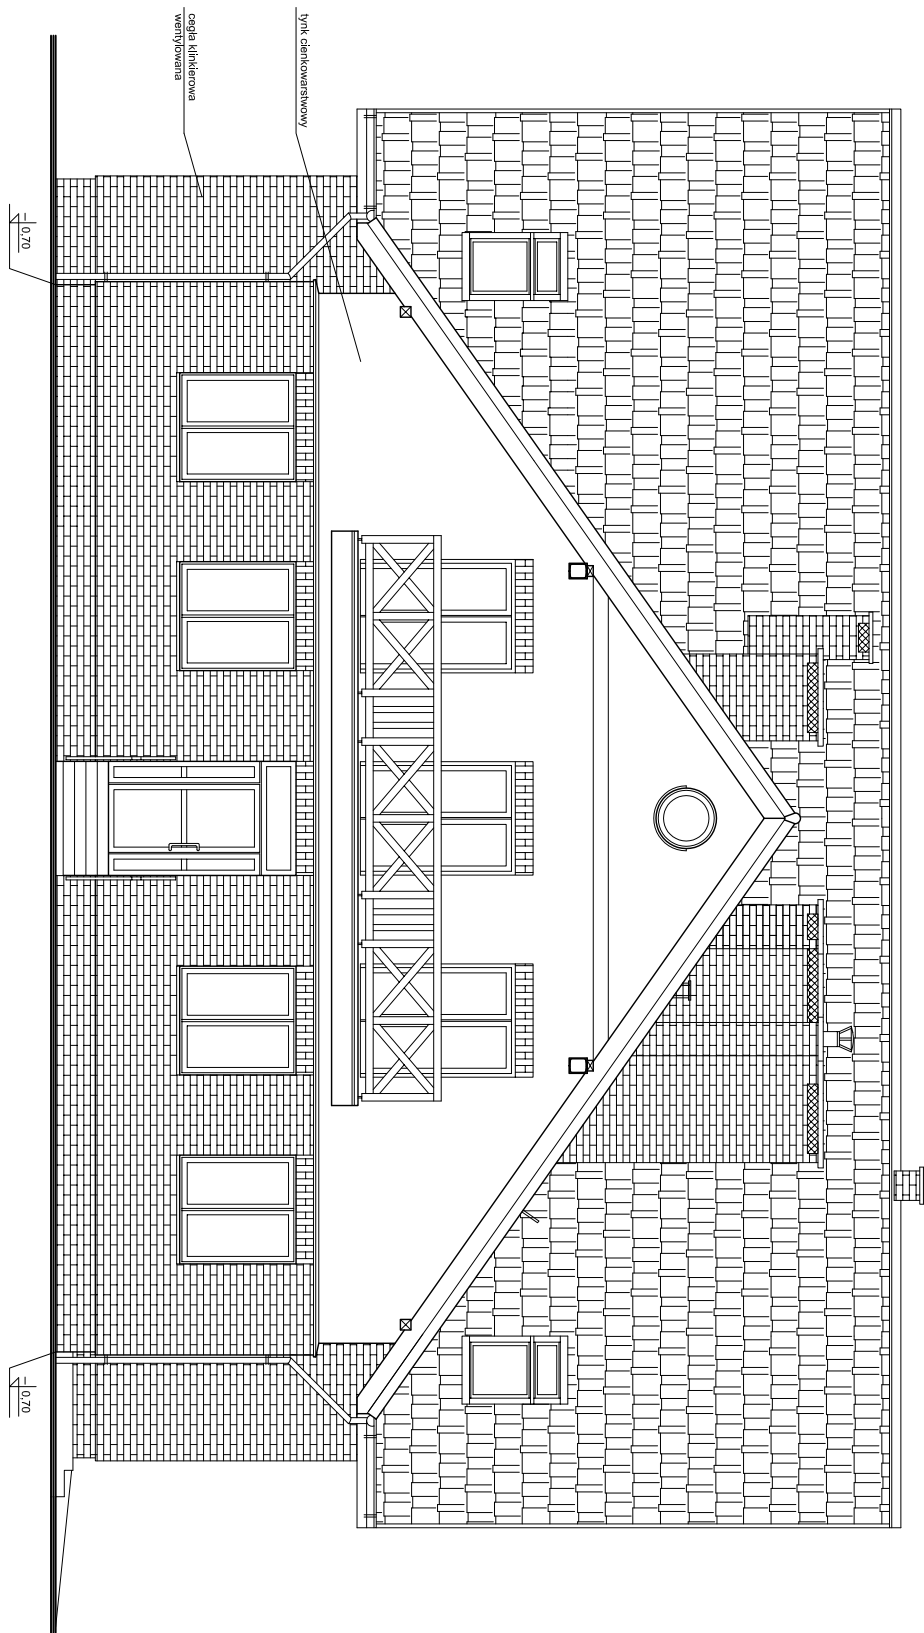 tynk cienkowarstwowy
cegła klinkierowa
wentylowana
− 0,70
− 0,70